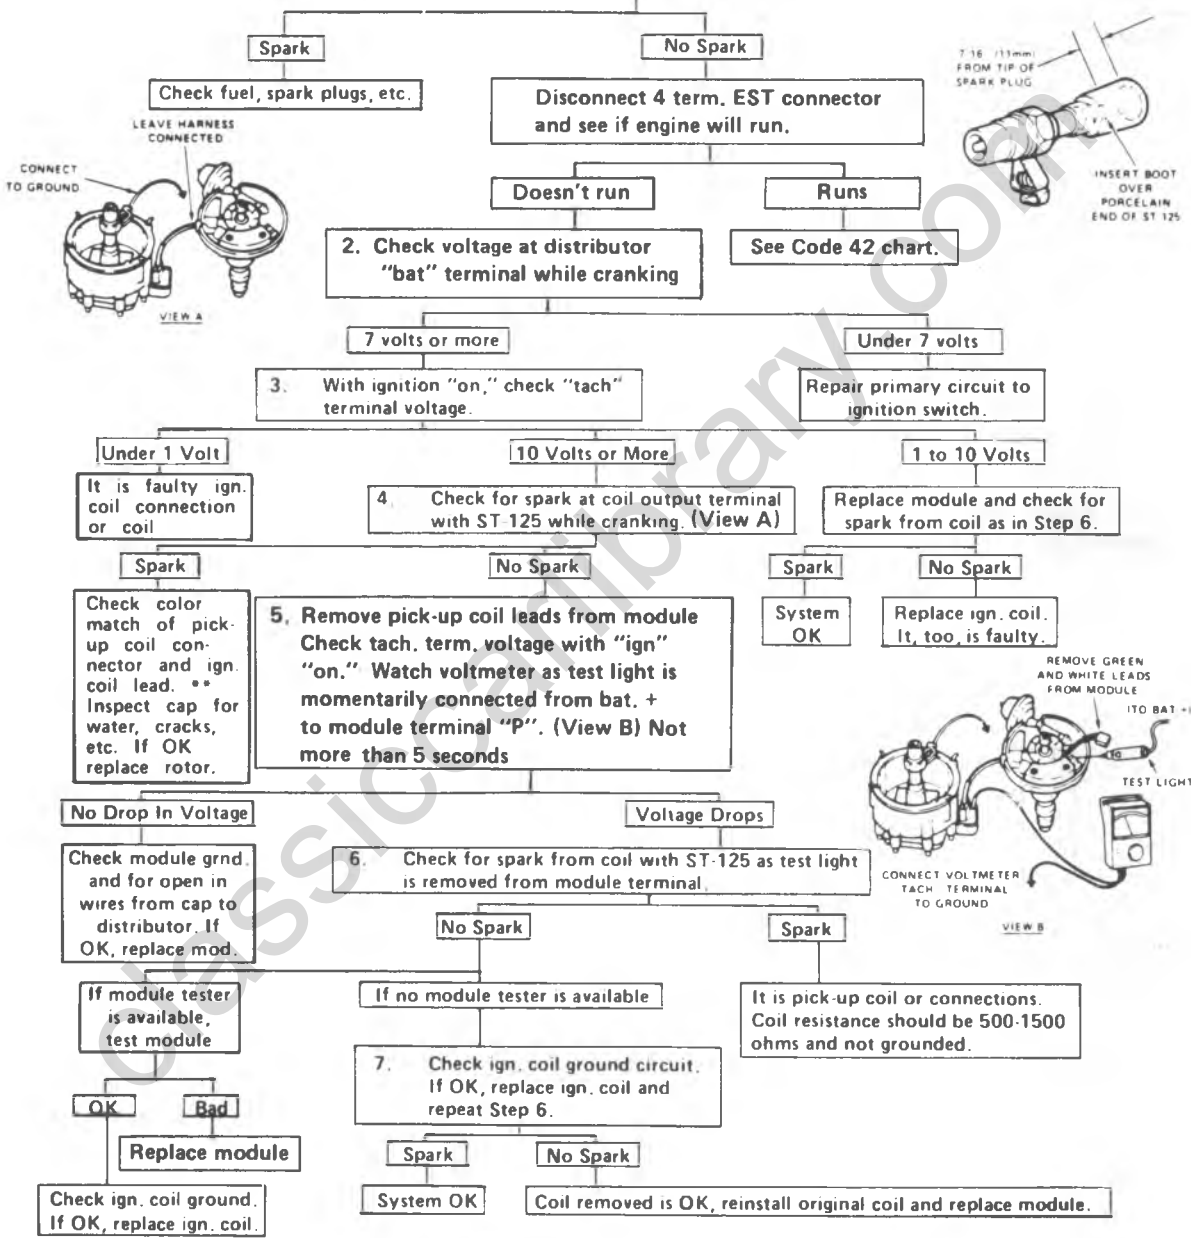 Spark
No Spark
7/16 (11mm)
FROM TIP OF
SPARK PLUG
Check fuel, spark plugs, etc.
Disconnect 4 term. EST connector
and see if engine will run.
LEAVE HARNESS
CONNECTED
CONNECT
TO GROUND
VIEW A
INSERT BOOT
OVER
PORCELAIN
END OF ST 125
Doesn't run
Runs
2. Check voltage at distributor
"bat" terminal while cranking
See Code 42 chart.
7 volts or more
Under 7 volts
3. With ignition "on," check "tach"
terminal voltage.
Repair primary circuit to
ignition switch.
Under 1 Volt
10 Volts or More
1 to 10 Volts
It is faulty ign.
coil connection
or coil
4. Check for spark at coil output terminal
with ST-125 while cranking. (View A)
Replace module and check for
spark from coil as in Step 6.
Spark
No Spark
Spark
No Spark
Check color
match of pick-
up coil con-
nector and ign.
coil lead. **
Inspect cap for
water, cracks,
etc. If OK
replace rotor.
5. Remove pick-up coil leads from module
Check tach. term. voltage with "ign"
"on." Watch voltmeter as test light is
momentarily connected from bat. +
to module terminal "P". (View B) Not
more than 5 seconds
System
OK
Replace ign. coil.
It, too, is faulty.
REMOVE GREEN
AND WHITE LEADS
FROM MODULE
(TO BAT +)
TEST LIGHT
CONNECT VOLTMETER
TACH TERMINAL
TO GROUND
VIEW B
No Drop In Voltage
Voltage Drops
Check module grnd.
and for open in
wires from cap to
distributor. If
OK, replace mod.
6. Check for spark from coil with ST-125 as test light
is removed from module terminal.
No Spark
Spark
If module tester
is available,
test module
If no module tester is available
It is pick-up coil or connections.
Coil resistance should be 500-1500
ohms and not grounded.
7. Check ign. coil ground circuit.
If OK, replace ign. coil and
repeat Step 6.
OK
Bad
Replace module
Spark
No Spark
Check ign. coil ground.
If OK, replace ign. coil.
System OK
Coil removed is OK, reinstall original coil and replace module.
classiccarlibrary.com